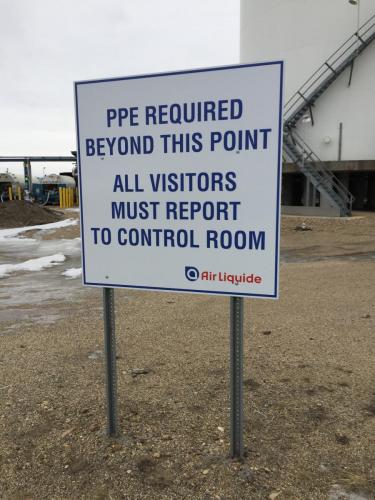 PPE REQUIRED
BEYOND THIS POINT
ALL VISITORS
MUST REPORT
TO CONTROL ROOM
Air Liquide